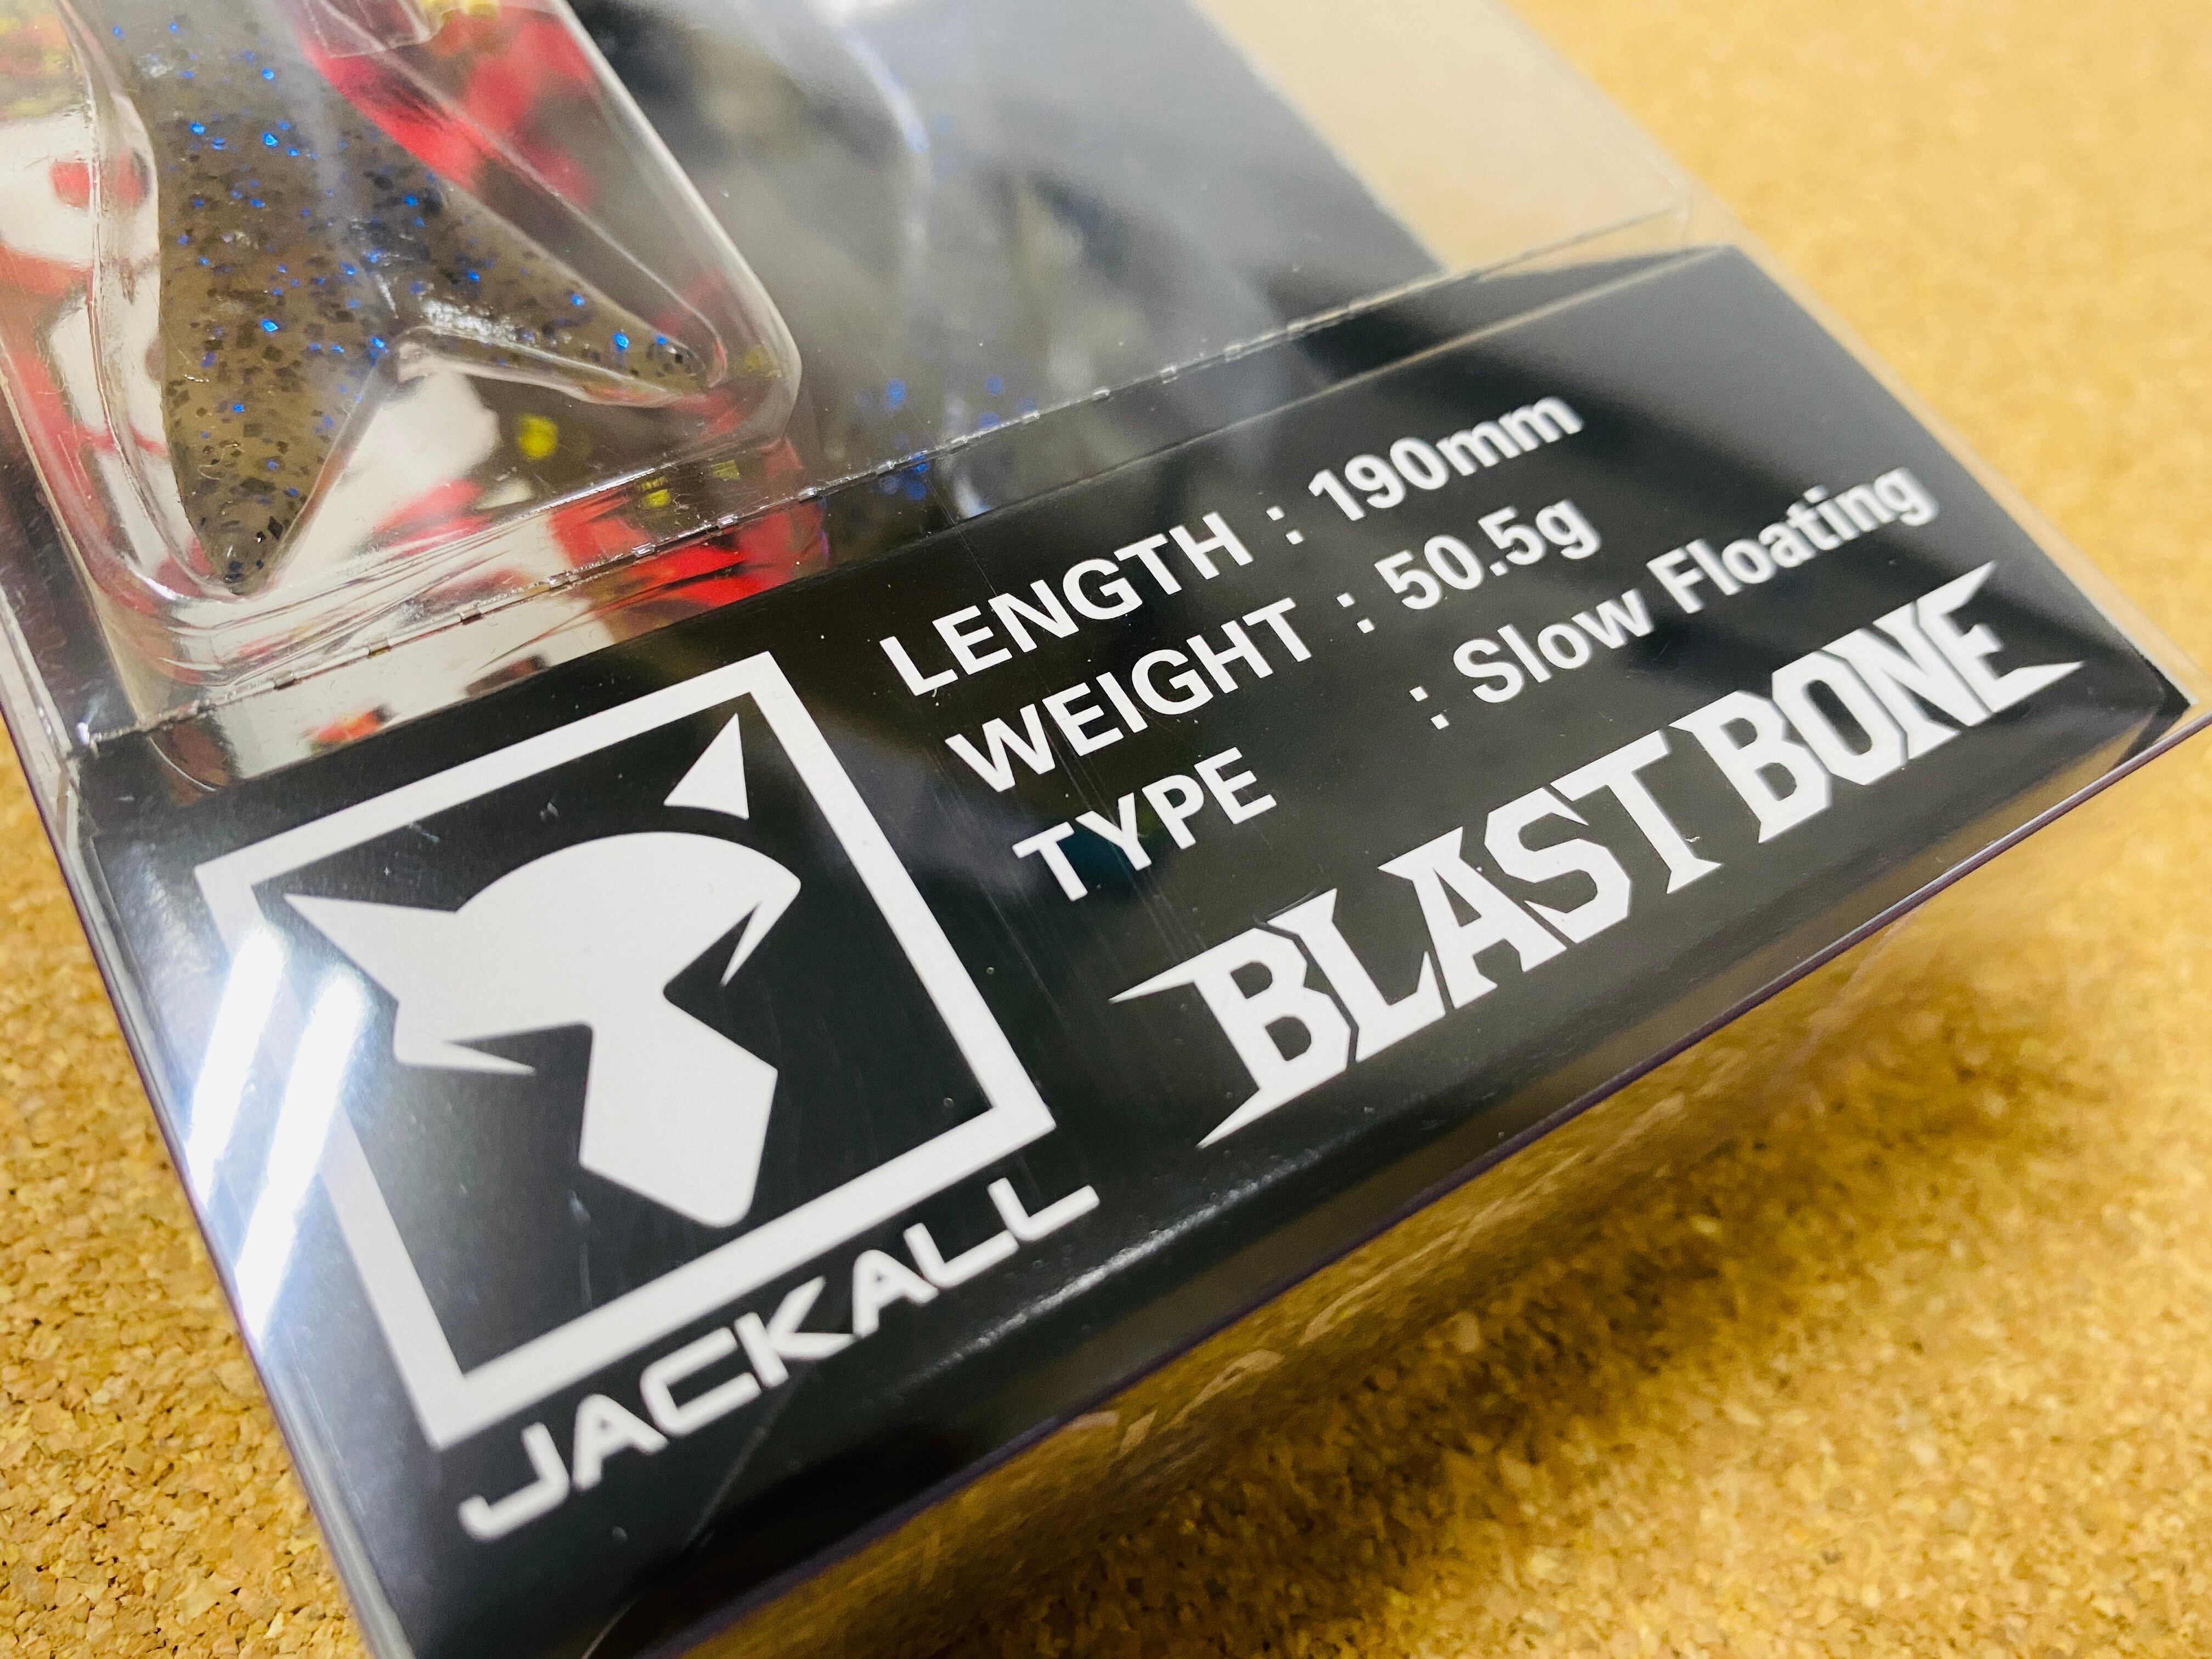 LENGTH : 190mm
WEIGHT : 50.5g
TYPE : Slow Floating
BLAST BONE
JACKALL